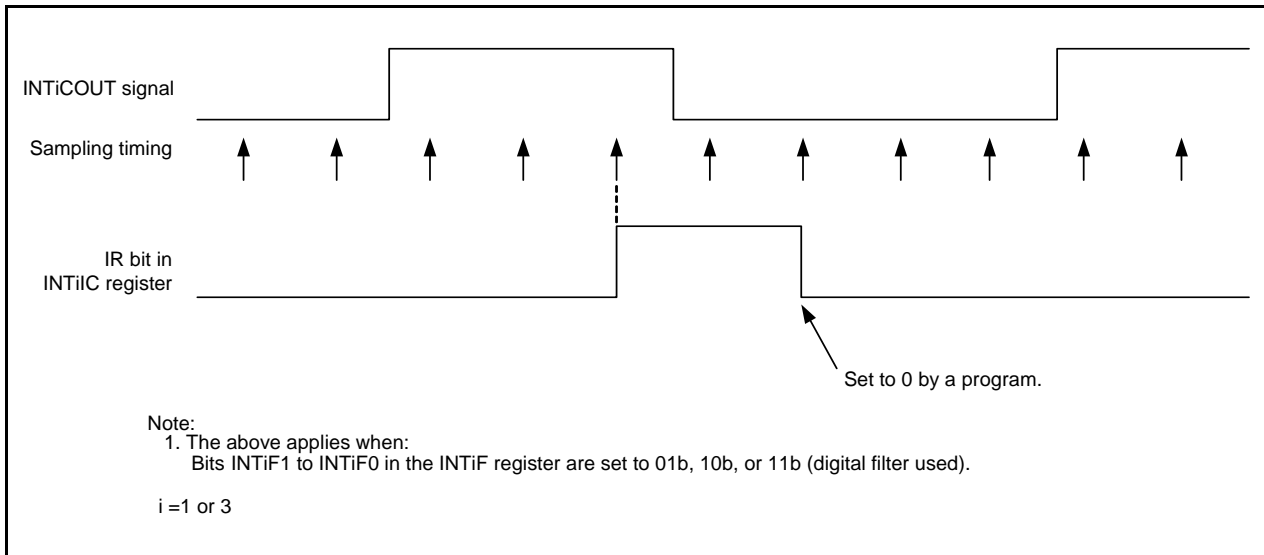 INTiCOUT signal
Sampling timing
IR bit in
INTiIC register
Set to 0 by a program.
Note:
1. The above applies when:
Bits INTiF1 to INTiF0 in the INTiF register are set to 01b, 10b, or 11b (digital filter used).
i =1 or 3